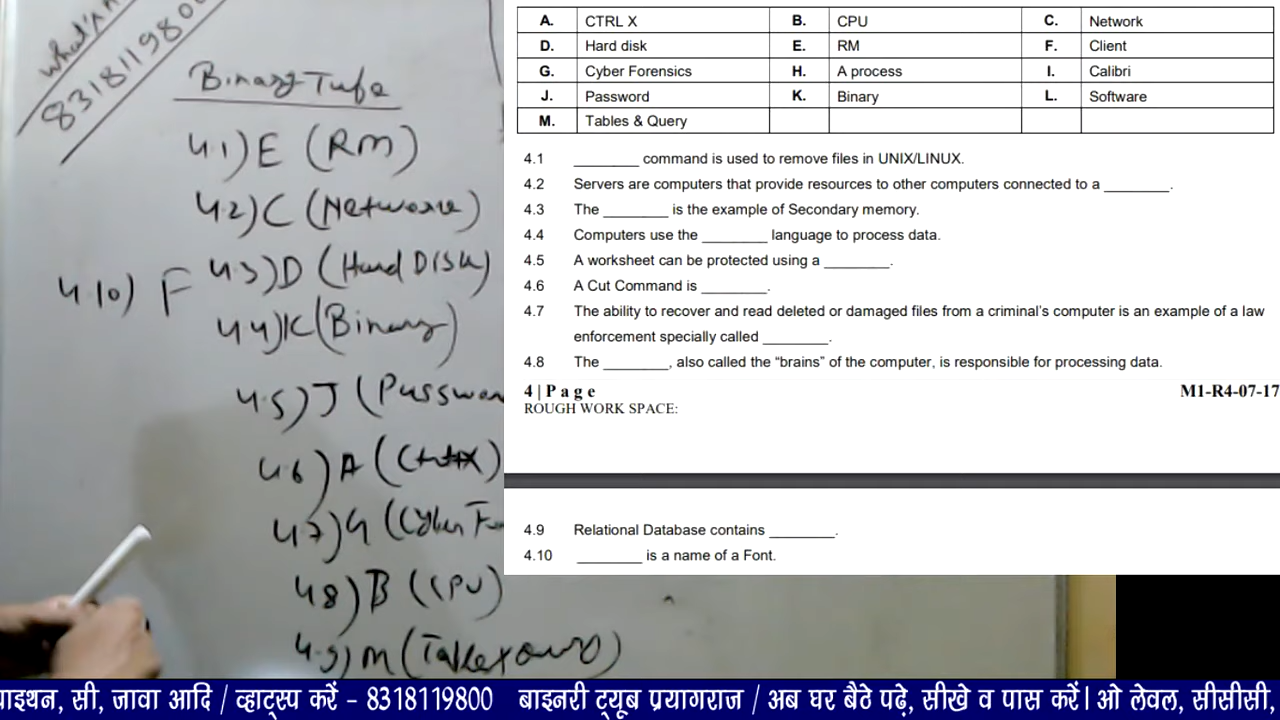 what's A
8318119800
Binary Tube
4.1) E (RM)
4.2) C (Network)
4.3) D (Hard Disk)
4.4) K (Binary)
4.5) J (Passwor
4.6) A (Ctrl+X)
4.7) G (Cyber Fo
4.8) B (CPU)
4.9) M (Table & Query)
4.10) F
A. CTRL X B. CPU C. Network
D. Hard disk E. RM F. Client
G. Cyber Forensics H. A process I. Calibri
J. Password K. Binary L. Software
M. Tables & Query
4.1 ________ command is used to remove files in UNIX/LINUX.
4.2 Servers are computers that provide resources to other computers connected to a ________.
4.3 The ________ is the example of Secondary memory.
4.4 Computers use the ________ language to process data.
4.5 A worksheet can be protected using a ________.
4.6 A Cut Command is ________.
4.7 The ability to recover and read deleted or damaged files from a criminal’s computer is an example of a law
enforcement specially called ________.
4.8 The ________, also called the “brains” of the computer, is responsible for processing data.
4 | P a g e M1-R4-07-17
ROUGH WORK SPACE:
4.9 Relational Database contains ________.
4.10 ________ is a name of a Font.
पाइथन, सी, जावा आदि / व्हाट्स्प करें - 8318119800 बाइनरी ट्यूब प्रयागराज / अब घर बैठे पढ़े, सीखे व पास करें। ओ लेवल, सीसीसी,